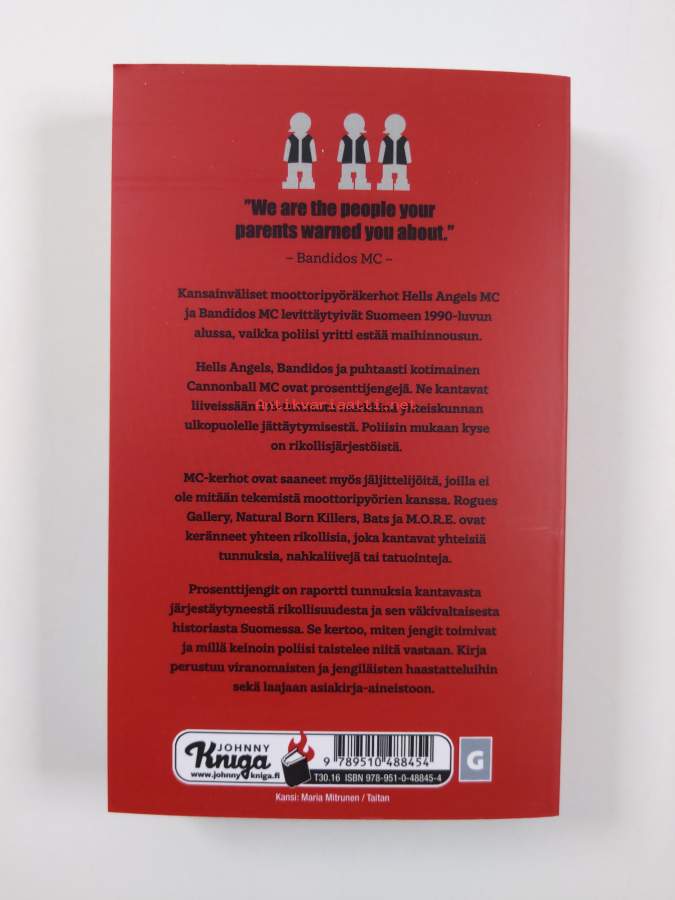 "We are the people your
parents warned you about."
– Bandidos MC –
Kansainväliset moottoripyöräkerhot Hells Angels MC
ja Bandidos MC levittäytyivät Suomeen 1990-luvun
alussa, vaikka poliisi yritti estää maihinnousun.
Hells Angels, Bandidos ja puhtaasti kotimainen
Cannonball MC ovat prosenttijengejä. Ne kantavat
liiveissään yhteiskunnan
Antikvariaatti.net
ulkopuolelle jättäytymisestä. Poliisin mukaan kyse
on rikollisjärjestöistä.
MC-kerhot ovat saaneet myös jäljittelijöitä, joilla ei
ole mitään tekemistä moottoripyörien kanssa. Rogues
Gallery, Natural Born Killers, Bats ja M.O.R.E. ovat
keränneet yhteen rikollisia, joka kantavat yhteisiä
tunnuksia, nahkaliivejä tai tatuointeja.
Prosenttijengit on raportti tunnuksia kantavasta
järjestäytyneestä rikollisuudesta ja sen väkivaltaisesta
historiasta Suomessa. Se kertoo, miten jengit toimivat
ja millä keinoin poliisi taistelee niitä vastaan. Kirja
perustuu viranomaisten ja jengiläisten haastatteluihin
sekä laajaan asiakirja-aineistoon.
JOHNNY
Kniga
www.johnnykniga.fi
9 789510 488454
T30.16 ISBN 978-951-0-48845-4
G
Kansi: Maria Mitrunen / Taitan